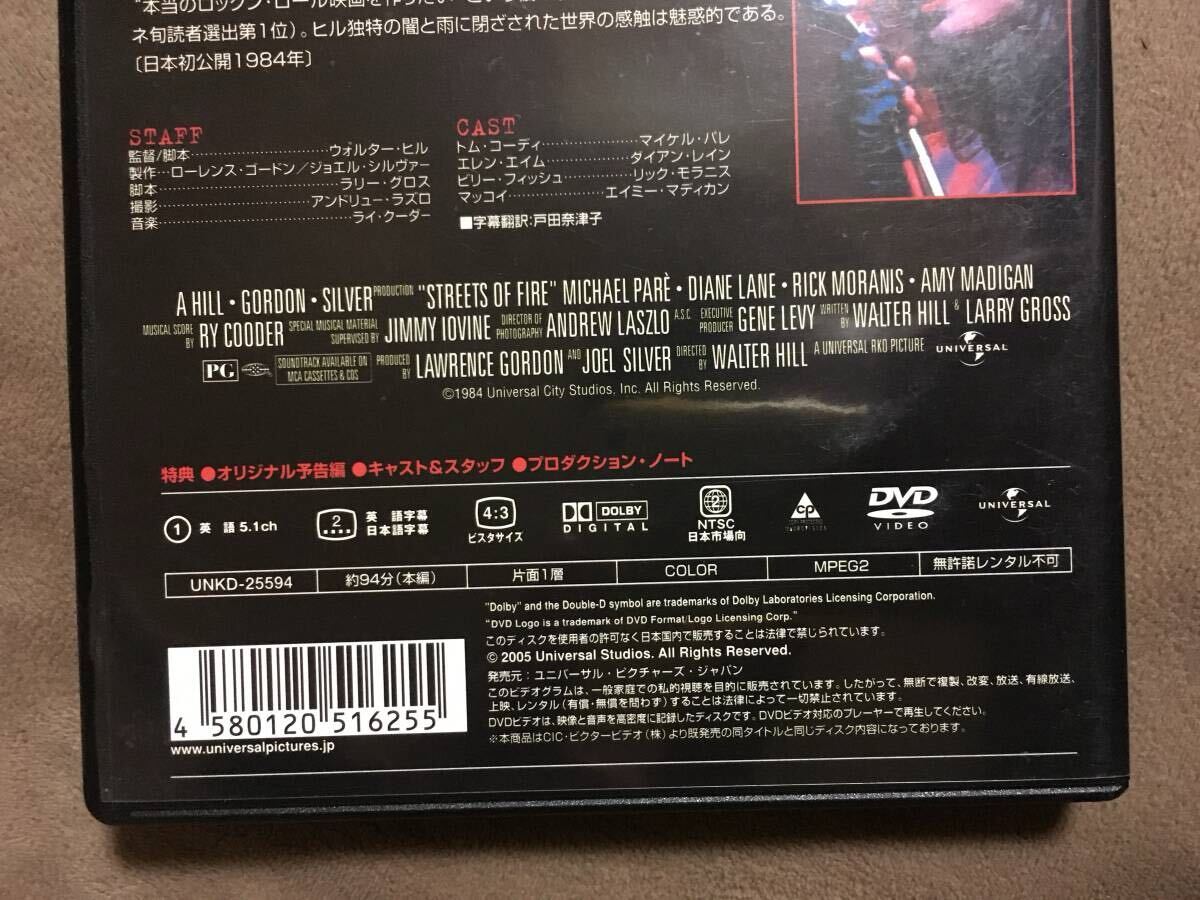 "本当のロックン・ロール映画を作りたい"という
ネ旬読者選出第1位)。ヒル独特の闇と雨に閉ざされた世界の感触は魅惑的である。
〔日本初公開1984年〕
STAFF
監督/脚本…………ウォルター・ヒル
製作…ローレンス・ゴードン/ジョエル・シルヴァー
脚本…………ラリー・グロス
撮影…………アンドリュー・ラズロ
音楽…………ライ・クーダー
CAST
トム・コーディ…………マイケル・パレ
エレン・エイム…………ダイアン・レイン
ビリー・フィッシュ…………リック・モラニス
マッコイ…………エイミー・マディガン
■字幕翻訳:戸田奈津子
A HILL・GORDON・SILVER PRODUCTION "STREETS OF FIRE" MICHAEL PARÈ・DIANE LANE・RICK MORANIS・AMY MADIGAN
MUSICAL SCORE BY RY COODER SPECIAL MUSICAL MATERIAL SUPERVISED BY JIMMY IOVINE DIRECTOR OF PHOTOGRAPHY ANDREW LASZLO A.S.C. EXECUTIVE PRODUCER GENE LEVY WRITTEN BY WALTER HILL & LARRY GROSS
PG SOUNDTRACK AVAILABLE ON MCA CASSETTES & CDS PRODUCED BY LAWRENCE GORDON AND JOEL SILVER DIRECTED BY WALTER HILL A UNIVERSAL RKO PICTURE UNIVERSAL
©1984 Universal City Studios, Inc. All Rights Reserved.
特典 ●オリジナル予告編 ●キャスト&スタッフ ●プロダクション・ノート
1 英語 5.1ch
2 英語字幕 日本語字幕
4:3 ビスタサイズ
DOLBY DIGITAL
2 NTSC 日本市場向
CP
DVD VIDEO
UNIVERSAL
UNKD-25594 約94分(本編) 片面1層 COLOR MPEG2 無許諾レンタル不可
"Dolby" and the Double-D symbol are trademarks of Dolby Laboratories Licensing Corporation.
"DVD Logo is a trademark of DVD Format/Logo Licensing Corp."
このディスクを使用者の許可なく日本国内で販売することは法律で禁じられています。
© 2005 Universal Studios. All Rights Reserved.
発売元:ユニバーサル・ピクチャーズ・ジャパン
このビデオグラムは、一般家庭での私的視聴を目的に販売されています。したがって、無断で複製、改変、放送、有線放送、
上映、レンタル(有償・無償を問わず)することは法律によって一切禁止されています。
DVDビデオは、映像と音声を高密度に記録したディスクです。DVDビデオ対応のプレーヤーで再生してください。
※本商品はCIC・ビクタービデオ(株)より既発売の同タイトルと同じディスク内容になっております。
4 580120 516255
www.universalpictures.jp